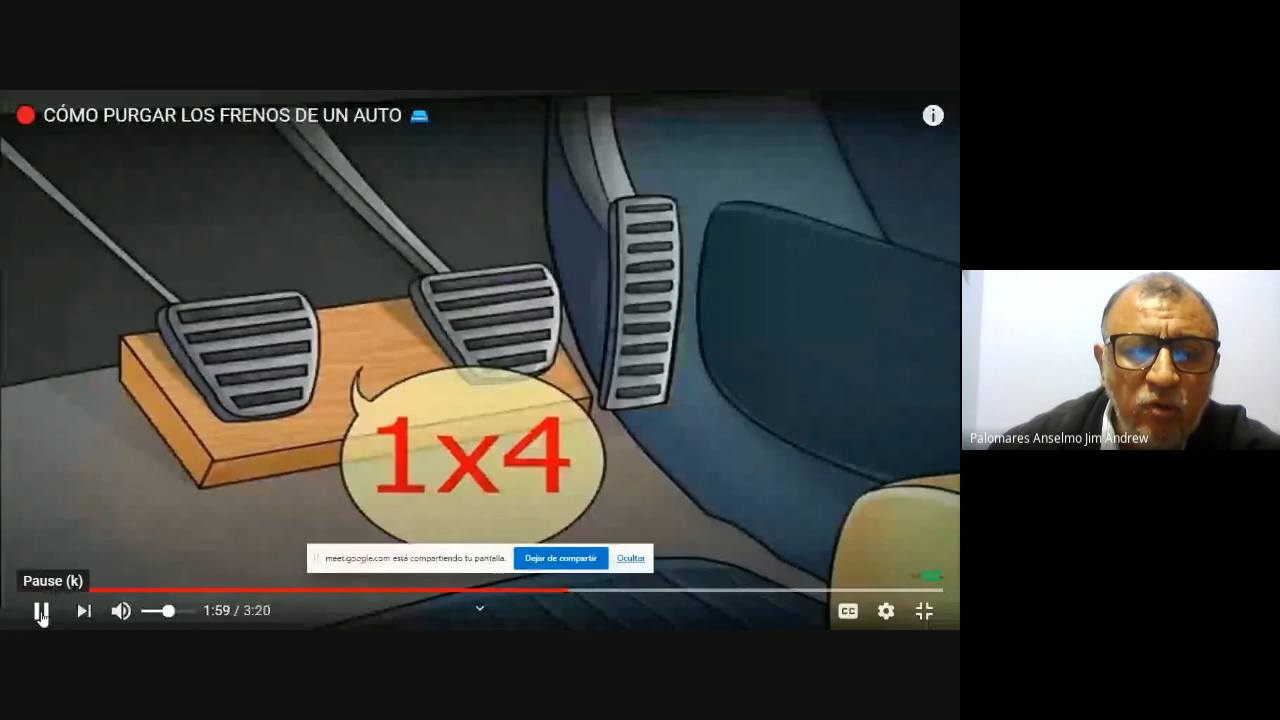 CÓMO PURGAR LOS FRENOS DE UN AUTO
1x4
meet.google.com está compartiendo tu pantalla.
Dejar de compartir
Ocultar
Pause (k)
1:59 / 3:20
CC
Palomares Anselmo Jim Andrew